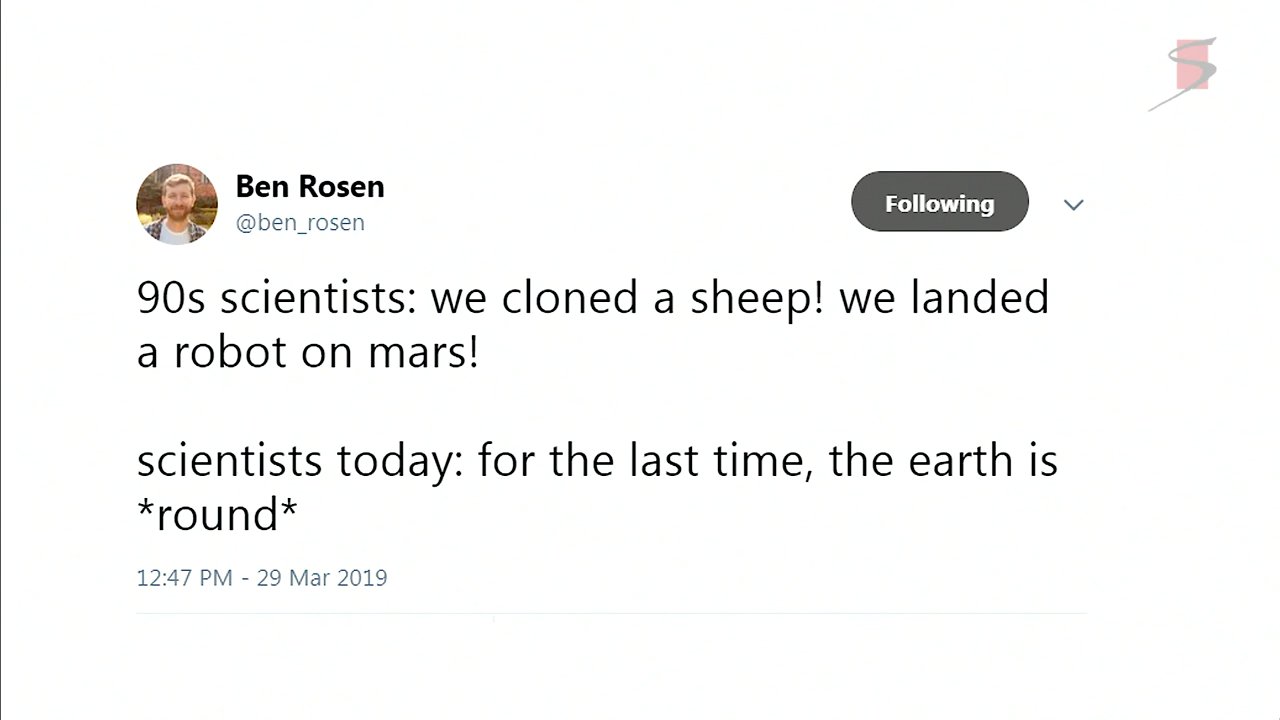 Ben Rosen
@ben_rosen
Following
90s scientists: we cloned a sheep! we landed
a robot on mars!
scientists today: for the last time, the earth is
*round*
12:47 PM - 29 Mar 2019